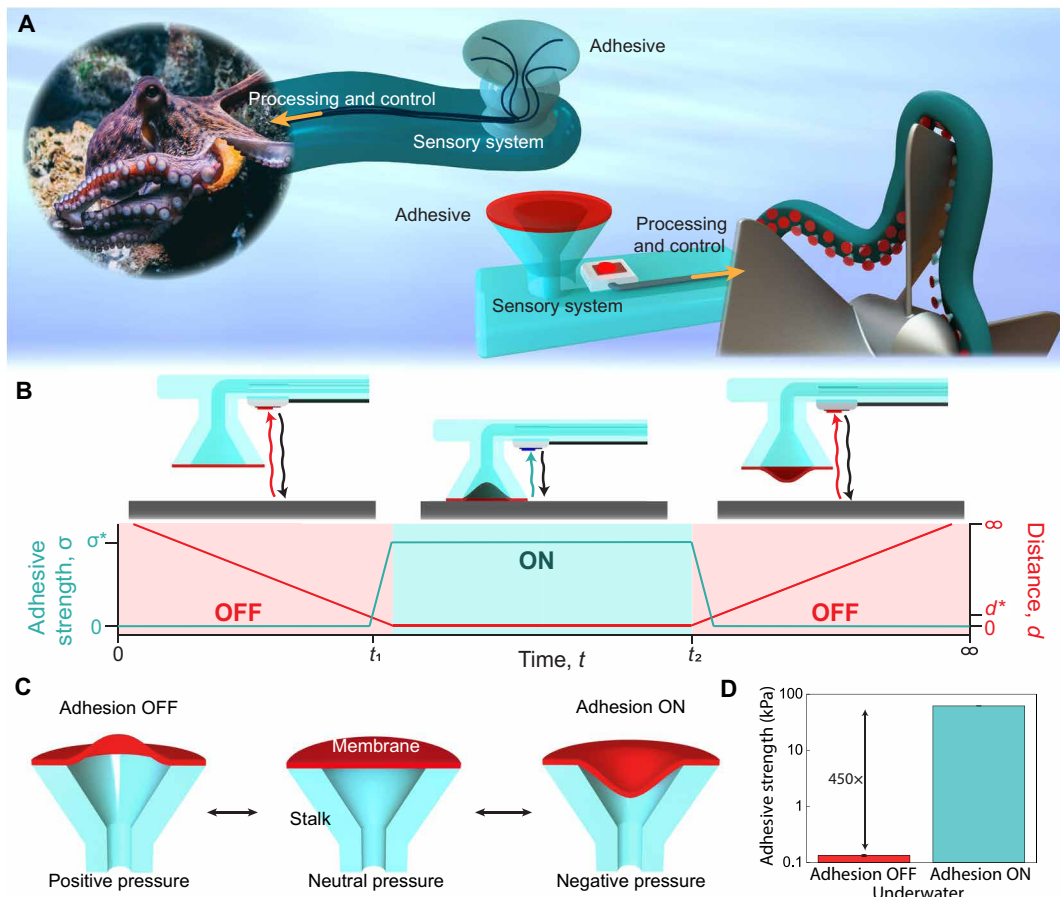 A
Adhesive
Processing and control
Sensory system
Adhesive
Processing
and control
Sensory system
B
Adhesive
strength, σ
σ*
0
OFF
ON
OFF
∞
d*
0
Distance, d
0
t₁
Time, t
t₂
∞
C
Adhesion OFF
Adhesion ON
Membrane
Stalk
Positive pressure
Neutral pressure
Negative pressure
D
Adhesive strength (kPa)
100
10
1
0.1
450×
Adhesion OFF
Adhesion ON
Underwater